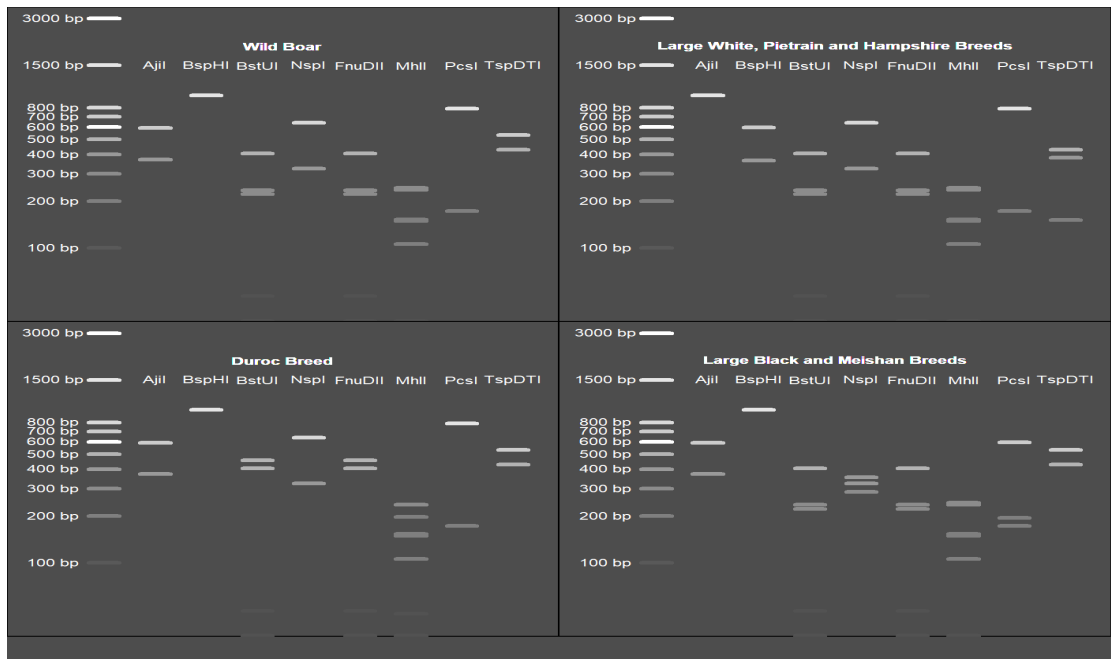 3000 bp
Wild Boar
1500 bp AjiI BspHI BstUI NspI FnuDII MhlI PcsI TspDTI
800 bp
700 bp
600 bp
500 bp
400 bp
300 bp
200 bp
100 bp
3000 bp
Large White, Pietrain and Hampshire Breeds
1500 bp AjiI BspHI BstUI NspI FnuDII MhlI PcsI TspDTI
800 bp
700 bp
600 bp
500 bp
400 bp
300 bp
200 bp
100 bp
3000 bp
Duroc Breed
1500 bp AjiI BspHI BstUI NspI FnuDII MhlI PcsI TspDTI
800 bp
700 bp
600 bp
500 bp
400 bp
300 bp
200 bp
100 bp
3000 bp
Large Black and Meishan Breeds
1500 bp AjiI BspHI BstUI NspI FnuDII MhlI PcsI TspDTI
800 bp
700 bp
600 bp
500 bp
400 bp
300 bp
200 bp
100 bp